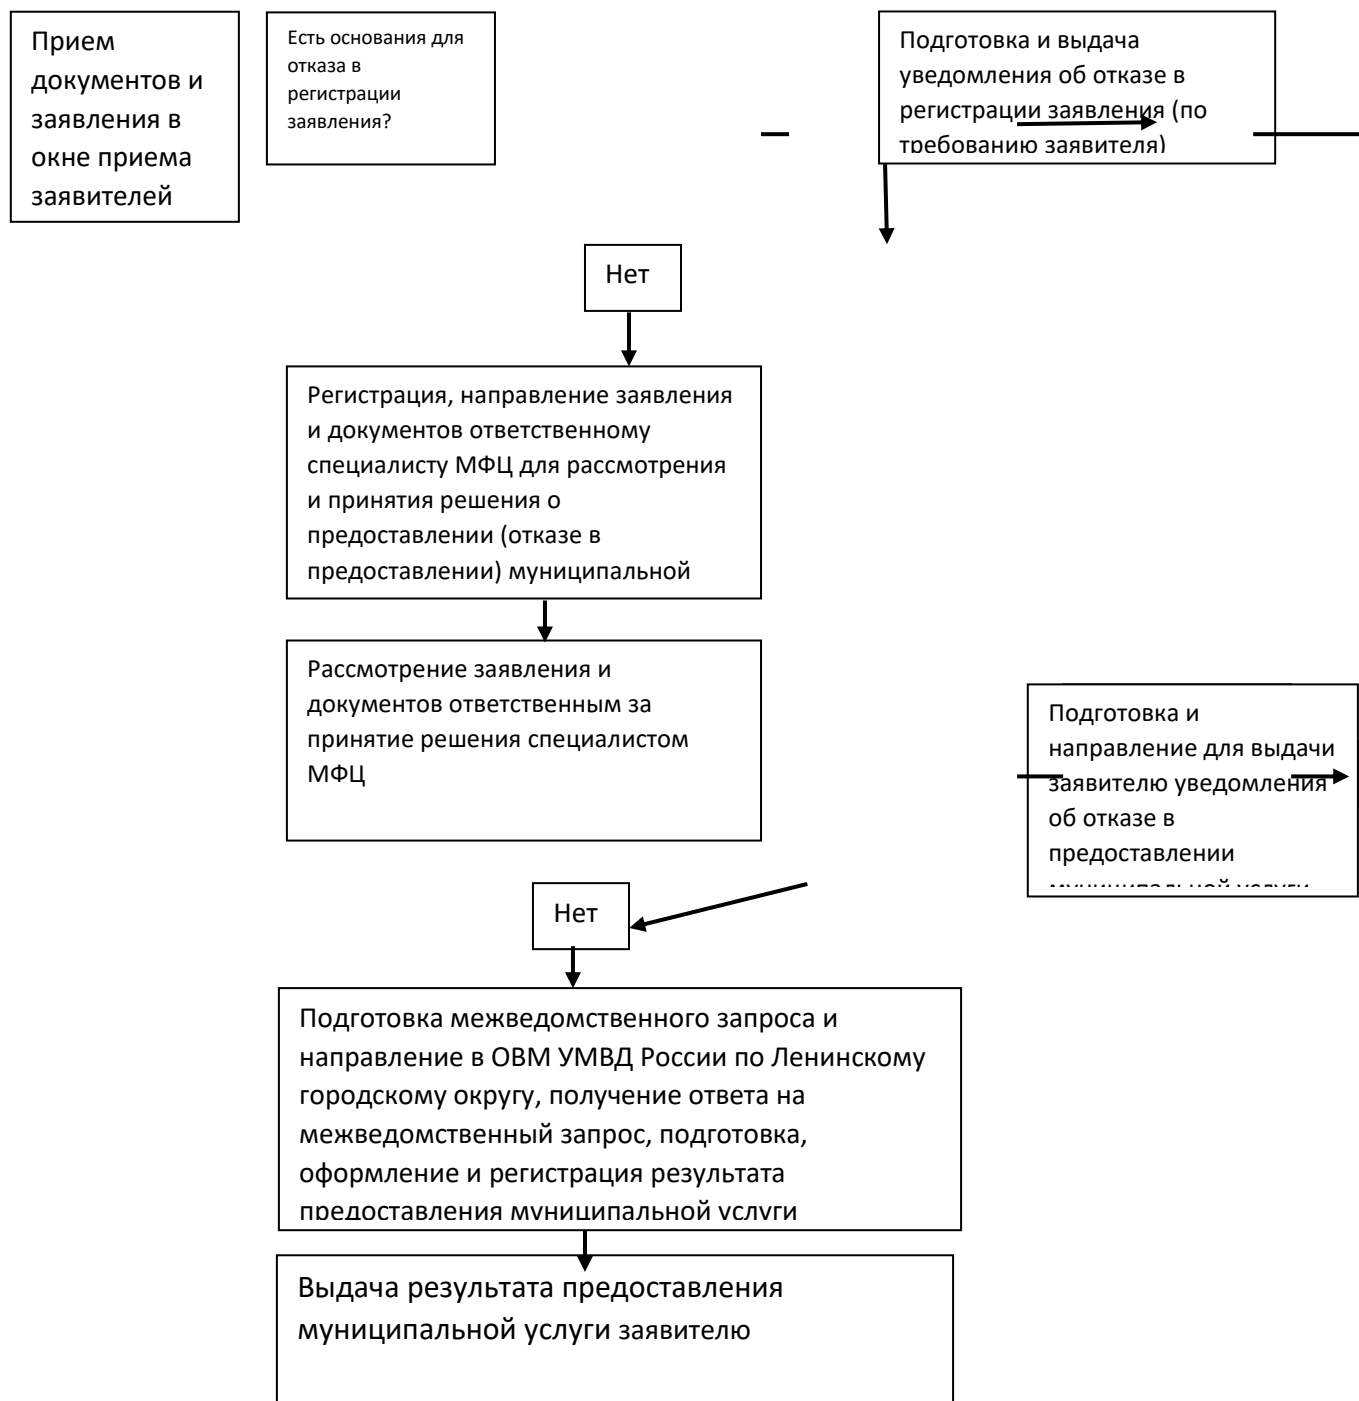 Прием
документов и
заявления в
окне приема
заявителей
Есть основания для
отказа в
регистрации
заявления?
Подготовка и выдача
уведомления об отказе в
регистрации заявления (по
требованию заявителя)
Нет
Регистрация, направление заявления
и документов ответственному
специалисту МФЦ для рассмотрения
и принятия решения о
предоставлении (отказе в
предоставлении) муниципальной
Рассмотрение заявления и
документов ответственным за
принятие решения специалистом
МФЦ
Подготовка и
направление для выдачи
заявителю уведомления
об отказе в
предоставлении
муниципальной услуги
Нет
Подготовка межведомственного запроса и
направление в ОВМ УМВД России по Ленинскому
городскому округу, получение ответа на
межведомственный запрос, подготовка,
оформление и регистрация результата
предоставления муниципальной услуги
Выдача результата предоставления
муниципальной услуги заявителю